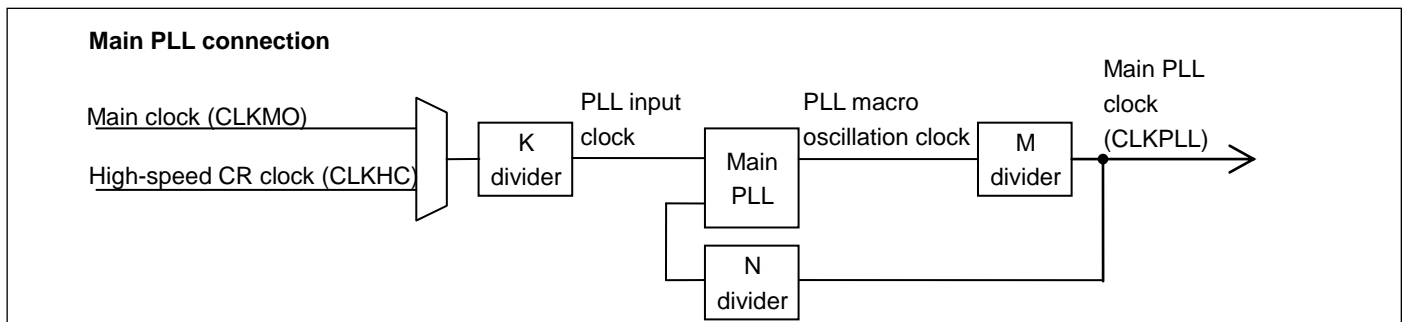 Main PLL connection
Main clock (CLKMO)
High-speed CR clock (CLKHC)
K
divider
PLL input
clock
Main
PLL
PLL macro
oscillation clock
M
divider
Main PLL
clock
(CLKPLL)
N
divider